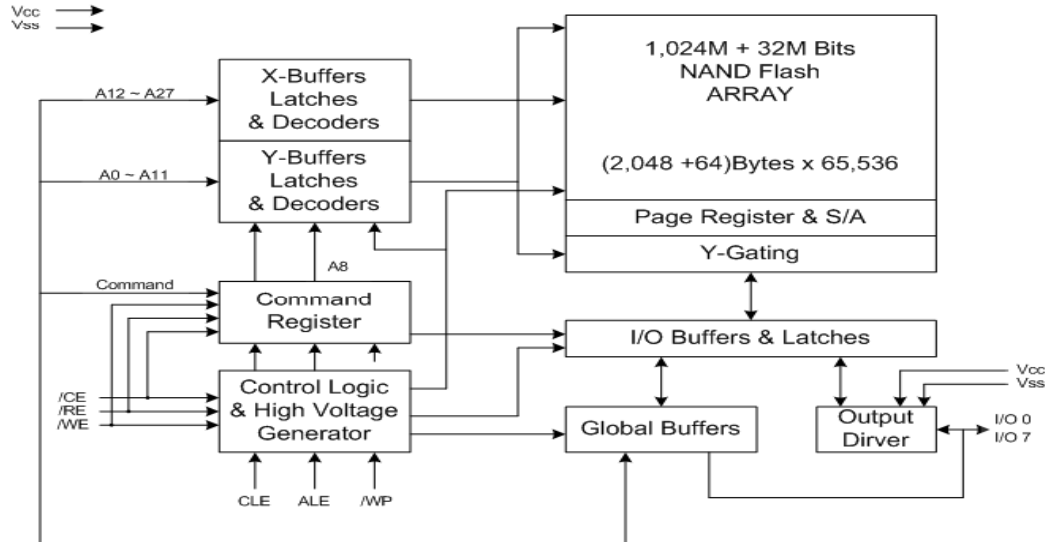 Vcc
Vss
1,024M + 32M Bits
NAND Flash
ARRAY
(2,048 +64)Bytes x 65,536
Page Register & S/A
Y-Gating
A12 ~ A27
X-Buffers
Latches
& Decoders
A0 ~ A11
Y-Buffers
Latches
& Decoders
A8
Command
Command
Register
I/O Buffers & Latches
/CE
/RE
/WE
Control Logic
& High Voltage
Generator
Global Buffers
Output
Dirver
Vcc
Vss
I/O 0
I/O 7
CLE
ALE
/WP